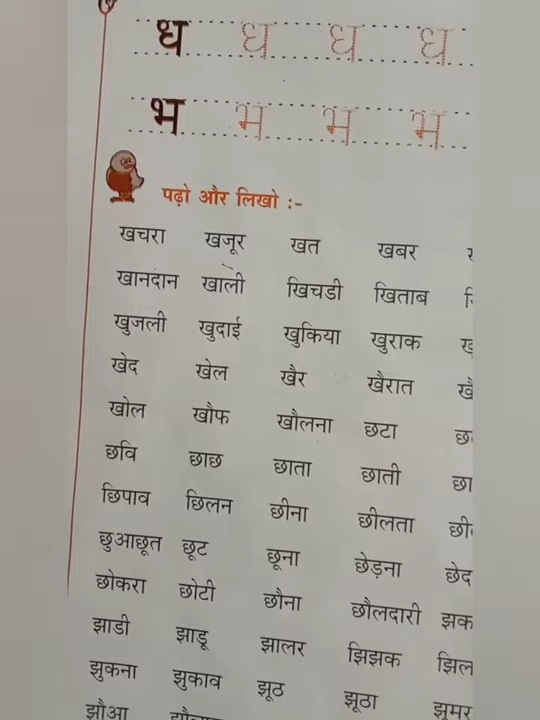 ध ध ध ध
भ भ भ भ
पढ़ो और लिखो :-
खचरा खजूर खत खबर
खानदान खाली खिचडी खिताब
खुजली खुदाई खुकिया खुराक
खेद खेल खैर खैरात
खोल खौफ खौलना छटा
छवि छाछ छाता छाती
छिपाव छिलन छीना छीलता
छुआछूत छूट छूना छेड़ना छेद
छोकरा छोटी छौना छौलदारी
झाडी झाडू झालर झिझक
झुकना झुकाव झूठ झूठा झूमर
झौआ